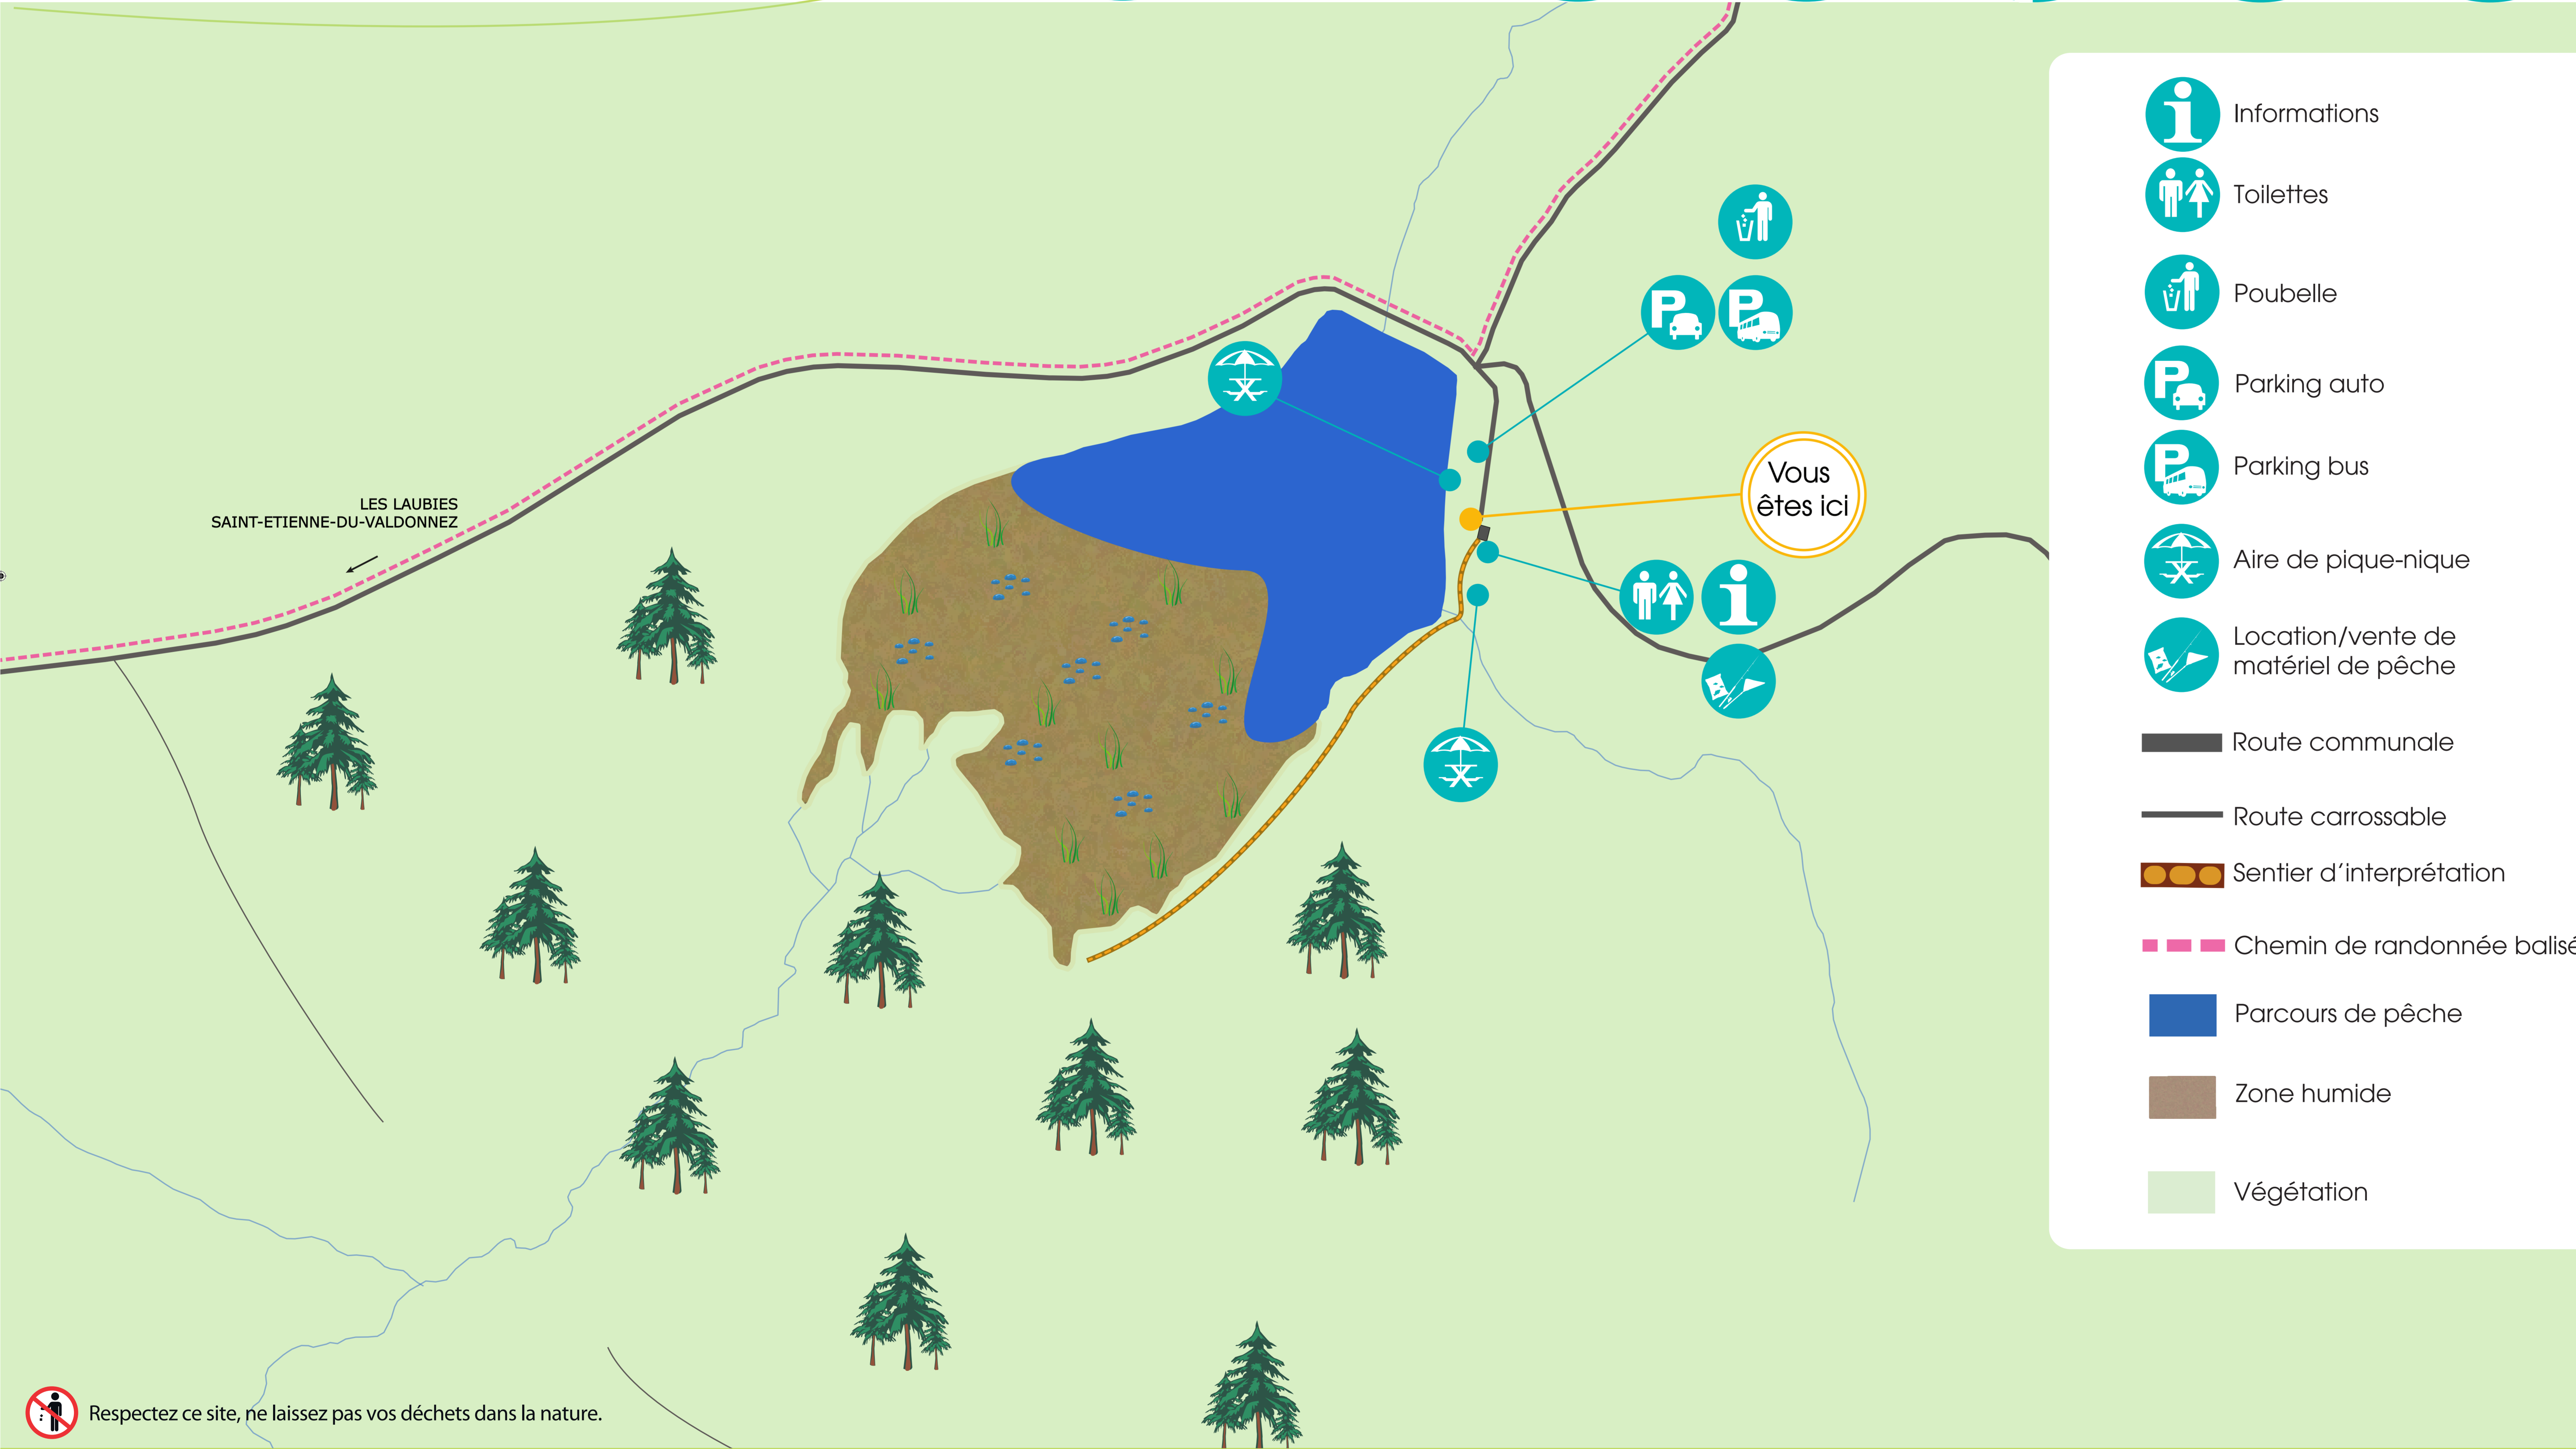 LES LAUBIES
SAINT-ETIENNE-DU-VALDONNEZ
Vous
êtes ici
Informations
Toilettes
Poubelle
Parking auto
Parking bus
Aire de pique-nique
Location/vente de
matériel de pêche
Route communale
Route carrossable
Sentier d'interprétation
Chemin de randonnée balisé
Parcours de pêche
Zone humide
Végétation
Respectez ce site, ne laissez pas vos déchets dans la nature.
P
P
P
P